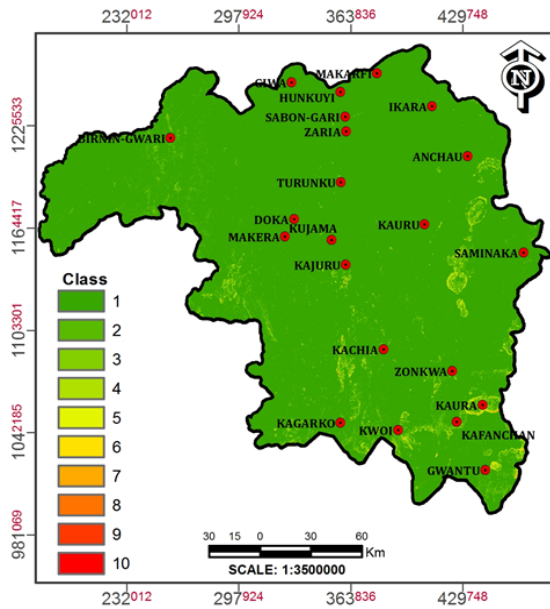 232012 297924 363836 429748
N
GIWA
MAKARFI
HUNKUYI
IKARA
SABON-GARI
ZARIA
BIRNIN-GWARI
ANCHAU
TURUNKU
DOKA
KUJAMA
KAURU
MAKERA
SAMINAKA
KAJURU
KACHIA
ZONKWA
KAURA
KAGARKO
KWOI
KAFANCHAN
GWANTU
1225533
1164417
1103301
1042185
981069
Class
1
2
3
4
5
6
7
8
9
10
30 15 0 30 60
Km
SCALE: 1:3500000
232012 297924 363836 429748